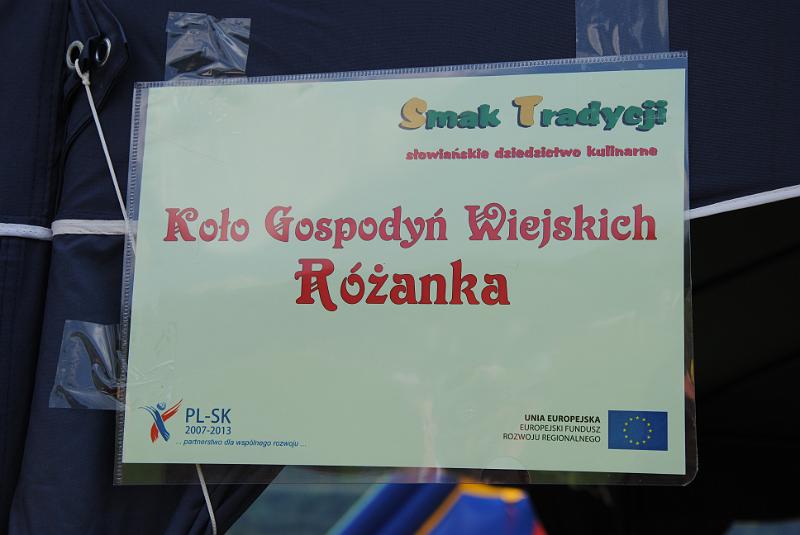 Smak Tradycji
słowiańskie dziedzictwo kulinarne
Koło Gospodyń Wiejskich
Różanka
PL-SK
2007-2013
... partnerstwo dla wspólnego rozwoju ...
UNIA EUROPEJSKA
EUROPEJSKI FUNDUSZ
ROZWOJU REGIONALNEGO